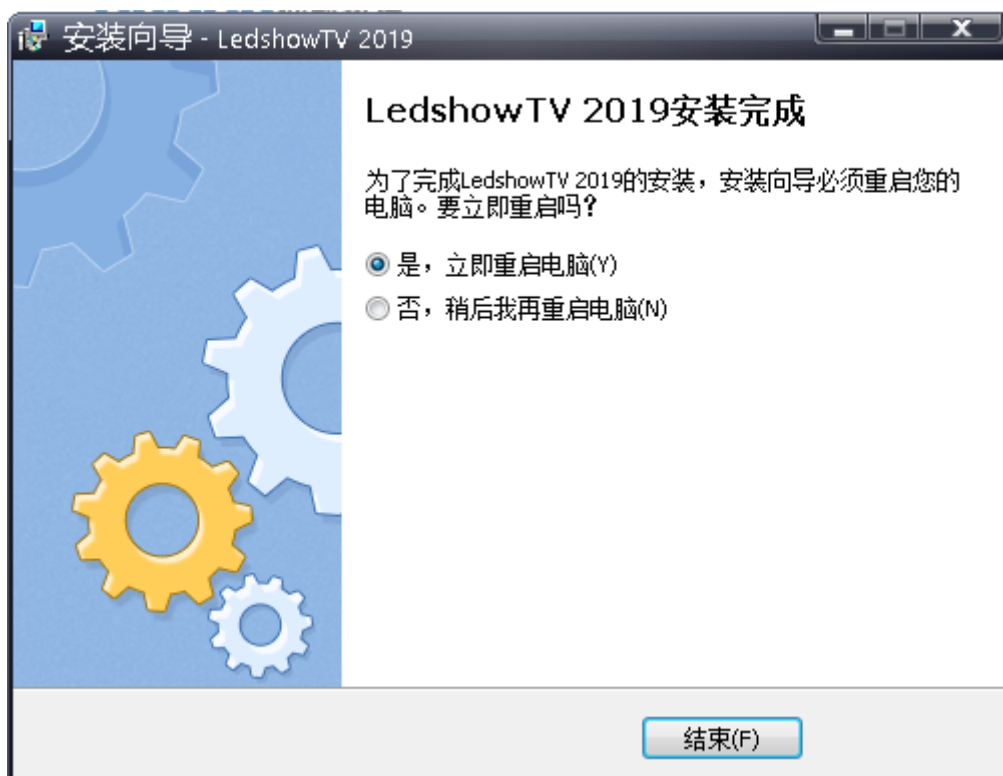 安装向导 - LedshowTV 2019
LedshowTV 2019安装完成
为了完成LedshowTV 2019的安装，安装向导必须重启您的
电脑。要立即重启吗？
是，立即重启电脑(Y)
否，稍后我再重启电脑(N)
结束(F)